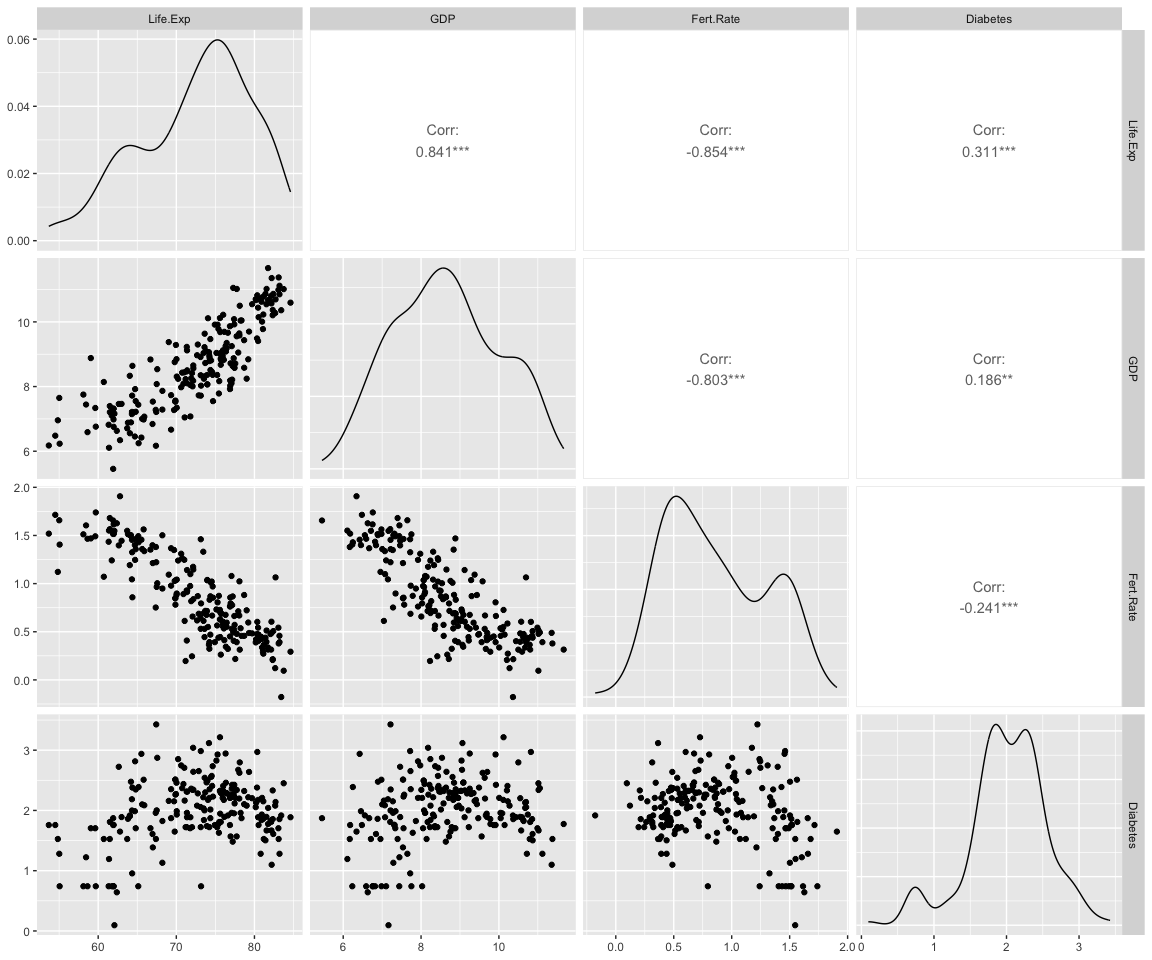 Life.Exp GDP Fert.Rate Diabetes
0.06
0.04
0.02
0.00
Corr:
0.841***
Corr:
-0.854***
Corr:
0.311***
Life.Exp
10
8
6
Corr:
-0.803***
Corr:
0.186**
GDP
2.0
1.5
1.0
0.5
0.0
Corr:
-0.241***
Fert.Rate
3
2
1
0
Diabetes
60 70 80 6 8 10 0.0 0.5 1.0 1.5 2.0 0 1 2 3